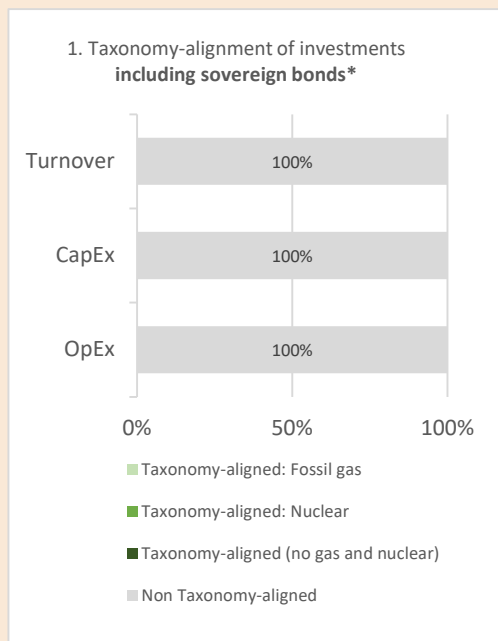 1. Taxonomy-alignment of investments
including sovereign bonds*
Turnover
100%
CapEx
100%
OpEx
100%
0%
50%
100%
Taxonomy-aligned: Fossil gas
Taxonomy-aligned: Nuclear
Taxonomy-aligned (no gas and nuclear)
Non Taxonomy-aligned